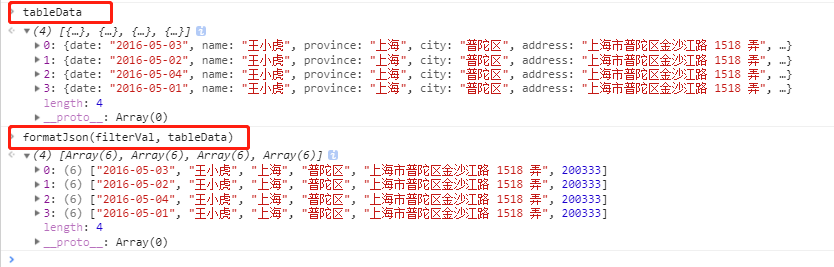 tableData
(4) [{…}, {…}, {…}, {…}] i
0: {date: "2016-05-03", name: "王小虎", province: "上海", city: "普陀区", address: "上海市普陀区金沙江路 1518 弄", …}
1: {date: "2016-05-02", name: "王小虎", province: "上海", city: "普陀区", address: "上海市普陀区金沙江路 1518 弄", …}
2: {date: "2016-05-04", name: "王小虎", province: "上海", city: "普陀区", address: "上海市普陀区金沙江路 1518 弄", …}
3: {date: "2016-05-01", name: "王小虎", province: "上海", city: "普陀区", address: "上海市普陀区金沙江路 1518 弄", …}
length: 4
__proto__: Array(0)
formatJson(filterVal, tableData)
(4) [Array(6), Array(6), Array(6), Array(6)] i
0: (6) ["2016-05-03", "王小虎", "上海", "普陀区", "上海市普陀区金沙江路 1518 弄", 200333]
1: (6) ["2016-05-02", "王小虎", "上海", "普陀区", "上海市普陀区金沙江路 1518 弄", 200333]
2: (6) ["2016-05-04", "王小虎", "上海", "普陀区", "上海市普陀区金沙江路 1518 弄", 200333]
3: (6) ["2016-05-01", "王小虎", "上海", "普陀区", "上海市普陀区金沙江路 1518 弄", 200333]
length: 4
__proto__: Array(0)